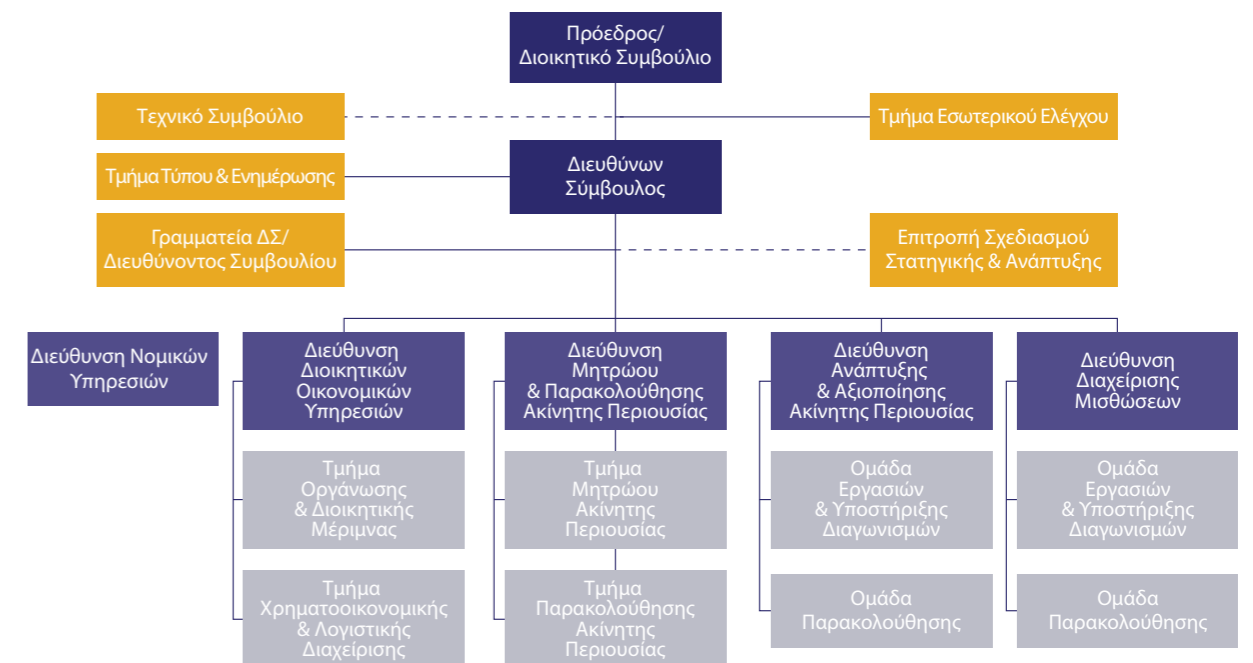 Πρόεδρος/
Διοικητικό Συμβούλιο
Τεχνικό Συμβούλιο
Τμήμα Εσωτερικού Ελέγχου
Τμήμα Τύπου & Ενημέρωσης
Διευθύνων
Σύμβουλος
Γραμματεία ΔΣ/
Διευθύνοντος Συμβουλίου
Επιτροπή Σχεδιασμού
Στατηγικής & Ανάπτυξης
Διεύθυνση Νομικών
Υπηρεσιών
Διεύθυνση
Διοικητικών
Οικονομικών
Υπηρεσιών
Διεύθυνση
Μητρώου
& Παρακολούθησης
Ακίνητης Περιουσίας
Διεύθυνση
Ανάπτυξης
& Αξιοποίησης
Ακίνητης Περιουσίας
Διεύθυνση
Διαχείρισης
Μισθώσεων
Τμήμα
Οργάνωσης
& Διοικητικής
Μέριμνας
Τμήμα
Μητρώου
Ακίνητης
Περιουσίας
Ομάδα
Εργασιών
& Υποστήριξης
Διαγωνισμών
Ομάδα
Εργασιών
& Υποστήριξης
Διαγωνισμών
Τμήμα
Χρηματοοικονομικής
& Λογιστικής
Διαχείρισης
Τμήμα
Παρακολούθησης
Ακίνητης
Περιουσίας
Ομάδα
Παρακολούθησης
Ομάδα
Παρακολούθησης